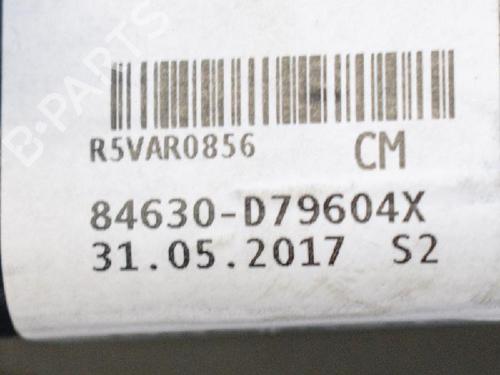 B-PARTS
R5VAR0856
CM
84630-D79604X
31.05.2017 S2